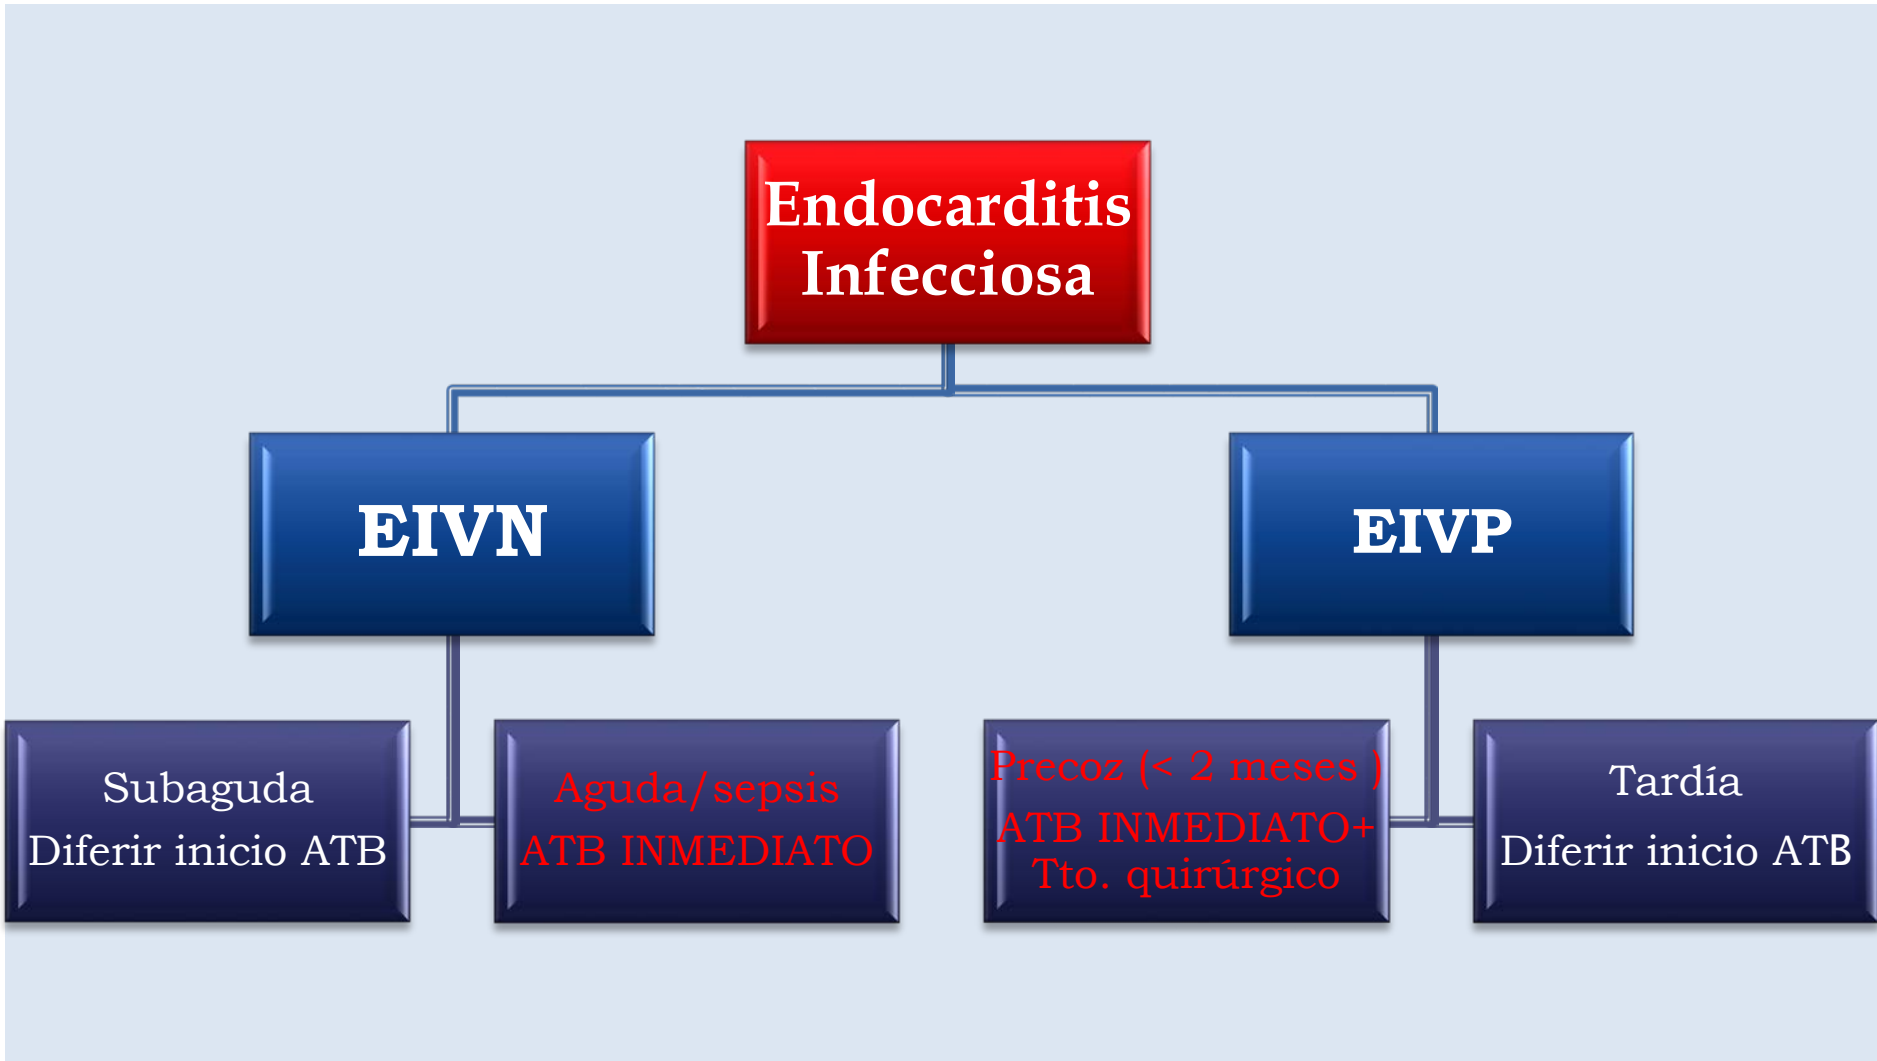 Endocarditis
Infecciosa
EIVN
EIVP
Subaguda
Diferir inicio ATB
Aguda/sepsis
ATB INMEDIATO
Precoz (< 2 meses )
ATB INMEDIATO+
Tto. quirúrgico
Tardía
Diferir inicio ATB